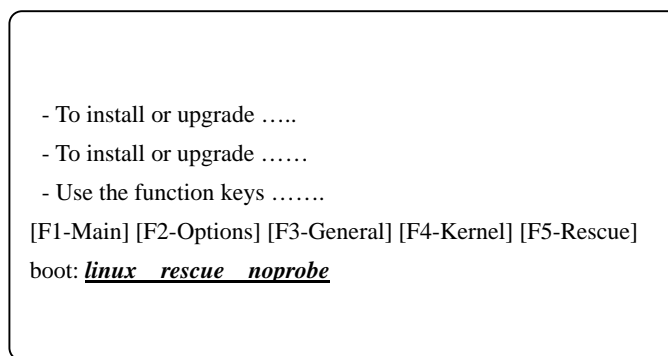 - To install or upgrade …..
- To install or upgrade ……
- Use the function keys …….
[F1-Main] [F2-Options] [F3-General] [F4-Kernel] [F5-Rescue]
boot: linux rescue noprobe